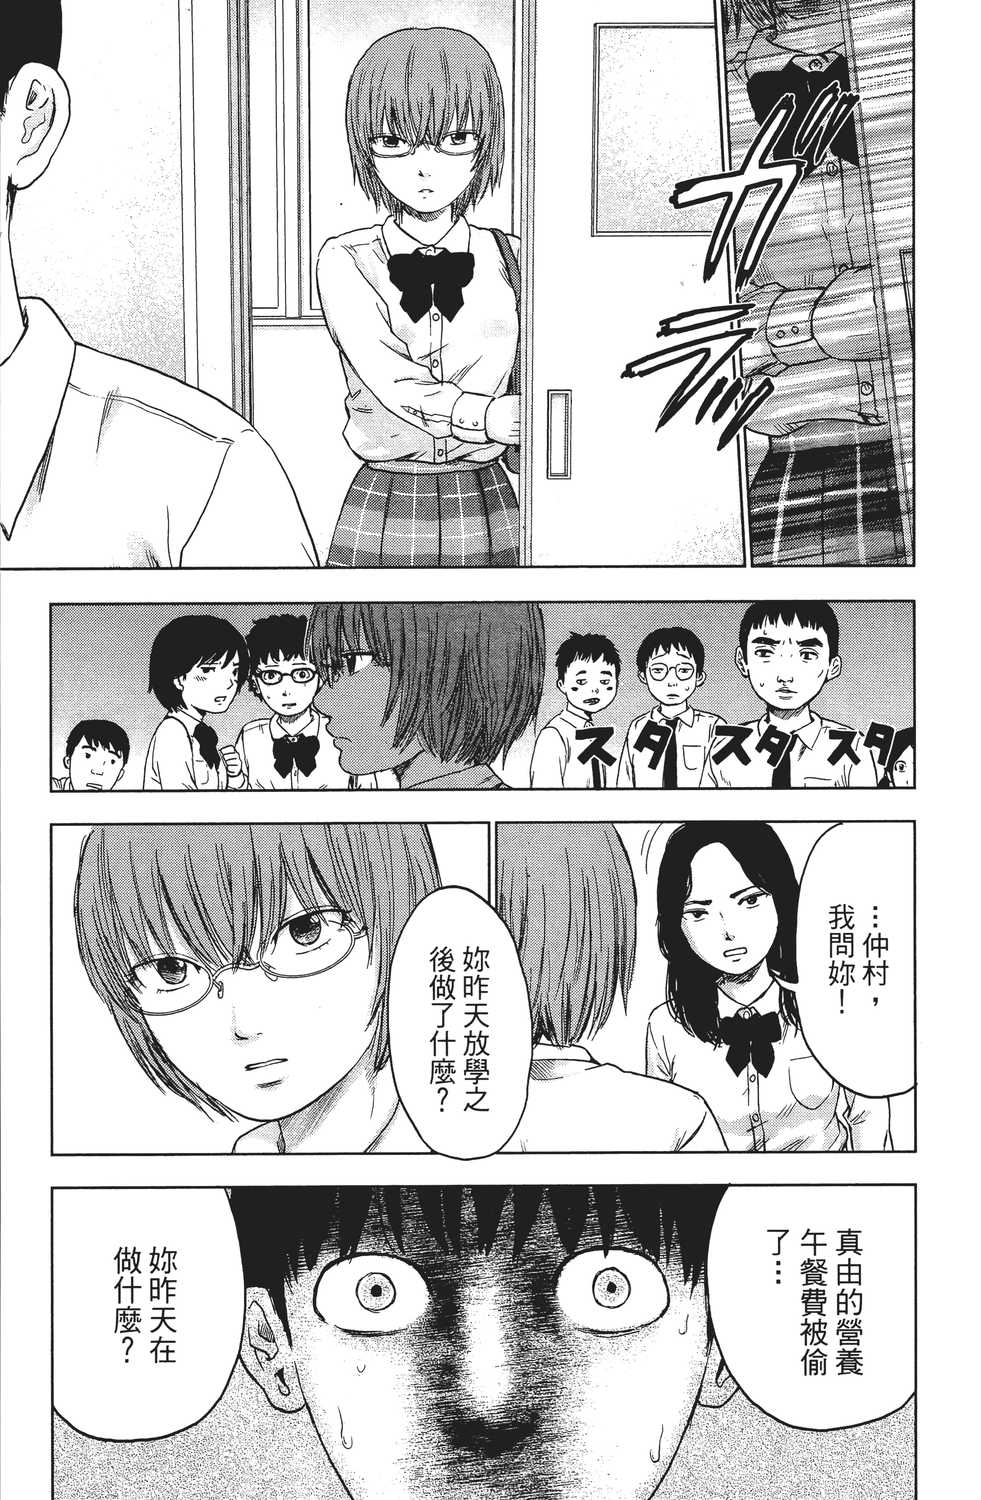 ガラッ
スタ
スタ
スタ
…仲村，
我問妳！
妳昨天放學之
後做了什麼？
真由的營養
午餐費被偷
了…
妳昨天在
做什麼？